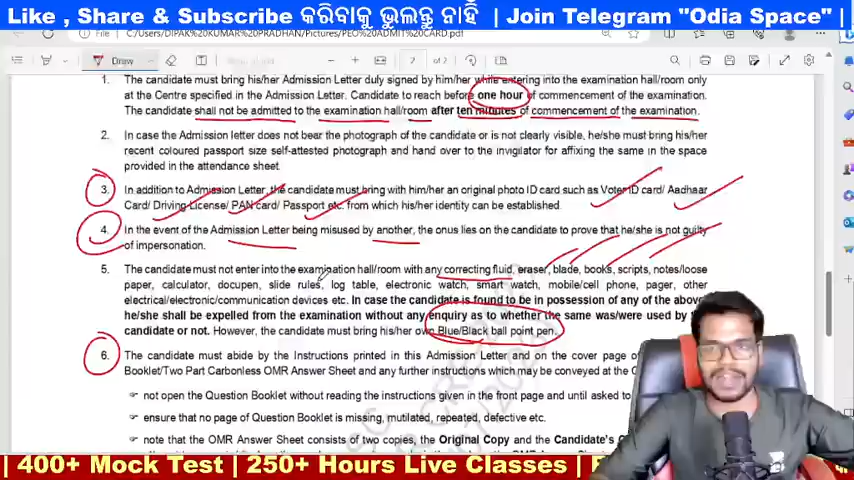 Like , Share & Subscribe କରିବାକୁ ଭୁଲନ୍ତୁ ନାହିଁ | Join Telegram "Odia Space"
C:/Users/DIPAK%20KUMAR%20PRADHAN/Pictures/PEO%20ADMIT%20CARD.pdf
Draw 2 of 2
1. The candidate must bring his/her Admission Letter duly signed by him/her while entering into the examination hall/room only
at the Centre specified in the Admission Letter. Candidate to reach before one hour of commencement of the examination.
The candidate shall not be admitted to the examination hall/room after ten minutes of commencement of the examination.
2. In case the Admission letter does not bear the photograph of the candidate or is not clearly visible, he/she must bring his/her
recent coloured passport size self-attested photograph and hand over to the invigilator for affixing the same in the space
provided in the attendance sheet.
3. In addition to Admission Letter, the candidate must bring with him/her an original photo ID card such as Voter ID card/ Aadhaar
Card/ Driving License/ PAN card/ Passport etc. from which his/her identity can be established.
4. In the event of the Admission Letter being misused by another, the onus lies on the candidate to prove that he/she is not guilty
of impersonation.
5. The candidate must not enter into the examination hall/room with any correcting fluid, eraser, blade, books, scripts, notes/loose
paper, calculator, docupen, slide rules, log table, electronic watch, smart watch, mobile/cell phone, pager, other
electrical/electronic/communication devices etc. In case the candidate is found to be in possession of any of the above
he/she shall be expelled from the examination without any enquiry as to whether the same was/were used by
candidate or not. However, the candidate must bring his/her own Blue/Black ball point pen.
6. The candidate must abide by the Instructions printed in this Admission Letter and on the cover page of
Booklet/Two Part Carbonless OMR Answer Sheet and any further instructions which may be conveyed at the
☞ not open the Question Booklet without reading the instructions given in the front page and until asked to
☞ ensure that no page of Question Booklet is missing, mutilated, repeated, defective etc.
☞ note that the OMR Answer Sheet consists of two copies, the Original Copy and the Candidate's
| 400+ Mock Test | 250+ Hours Live Classes |